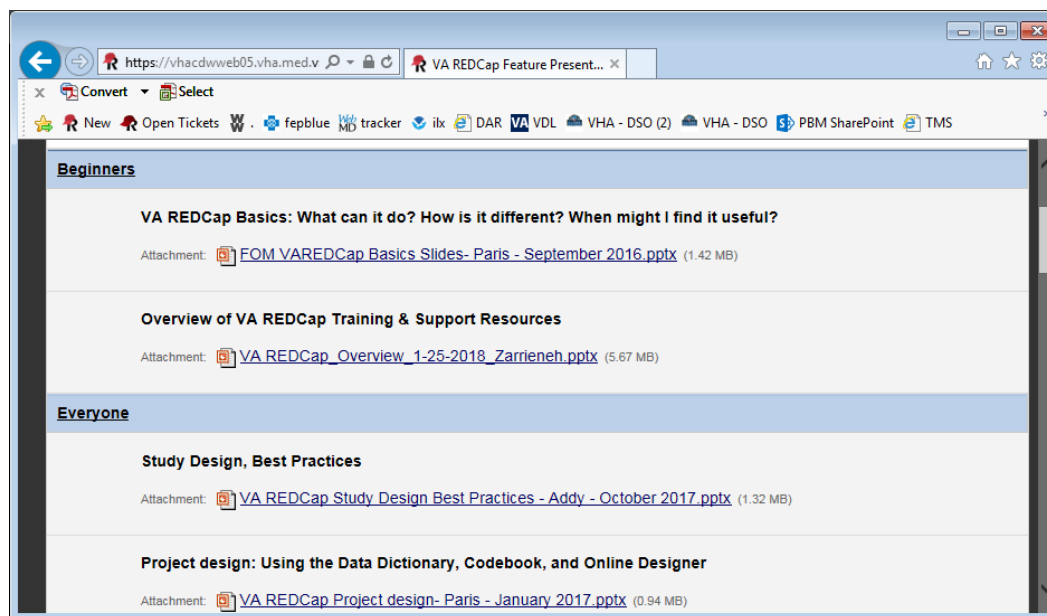 https://vhacdwweb05.vha.med.v
VA REDCap Feature Present...
x Convert Select
New Open Tickets W . fepblue Web MD tracker ilx DAR VA VDL VHA - DSO (2) VHA - DSO S PBM SharePoint TMS
Beginners
VA REDCap Basics: What can it do? How is it different? When might I find it useful?
Attachment: FOM VAREDCap Basics Slides- Paris - September 2016.pptx (1.42 MB)
Overview of VA REDCap Training & Support Resources
Attachment: VA REDCap_Overview_1-25-2018_Zarrieneh.pptx (5.67 MB)
Everyone
Study Design, Best Practices
Attachment: VA REDCap Study Design Best Practices - Addy - October 2017.pptx (1.32 MB)
Project design: Using the Data Dictionary, Codebook, and Online Designer
Attachment: VA REDCap Project design- Paris - January 2017.pptx (0.94 MB)